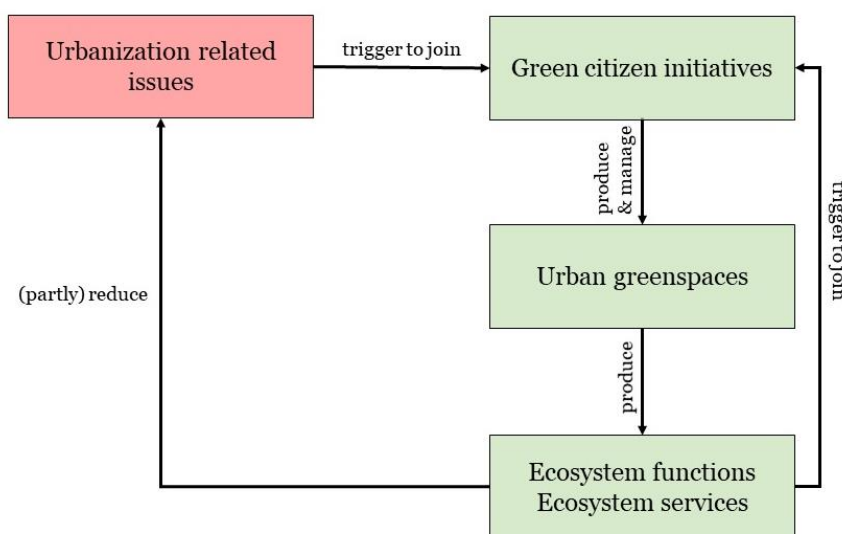 Urbanization related
issues
trigger to join
Green citizen initiatives
produce
& manage
trigger to join
Urban greenspaces
(partly) reduce
produce
Ecosystem functions
Ecosystem services